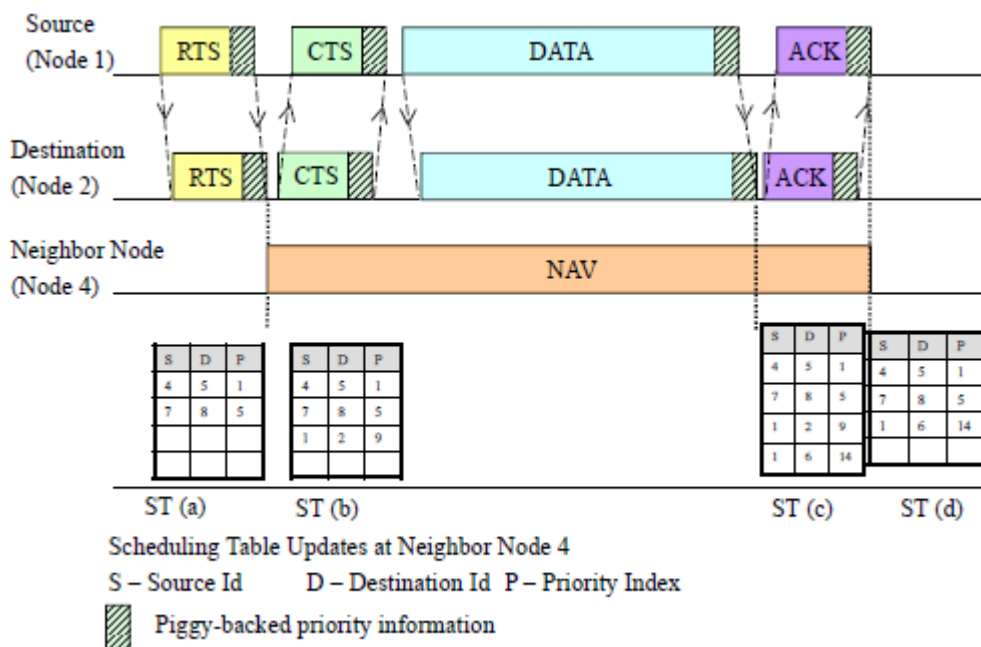 Source
(Node 1)
RTS CTS DATA ACK
Destination
(Node 2)
RTS CTS DATA ACK
Neighbor Node
(Node 4)
NAV
S D P
4 5 1
7 8 5
S D P
4 5 1
7 8 5
1 2 9
S D P
4 5 1
7 8 5
1 2 9
1 6 14
S D P
4 5 1
7 8 5
1 6 14
ST (a) ST (b) ST (c) ST (d)
Scheduling Table Updates at Neighbor Node 4
S – Source Id D – Destination Id P – Priority Index
Piggy-backed priority information